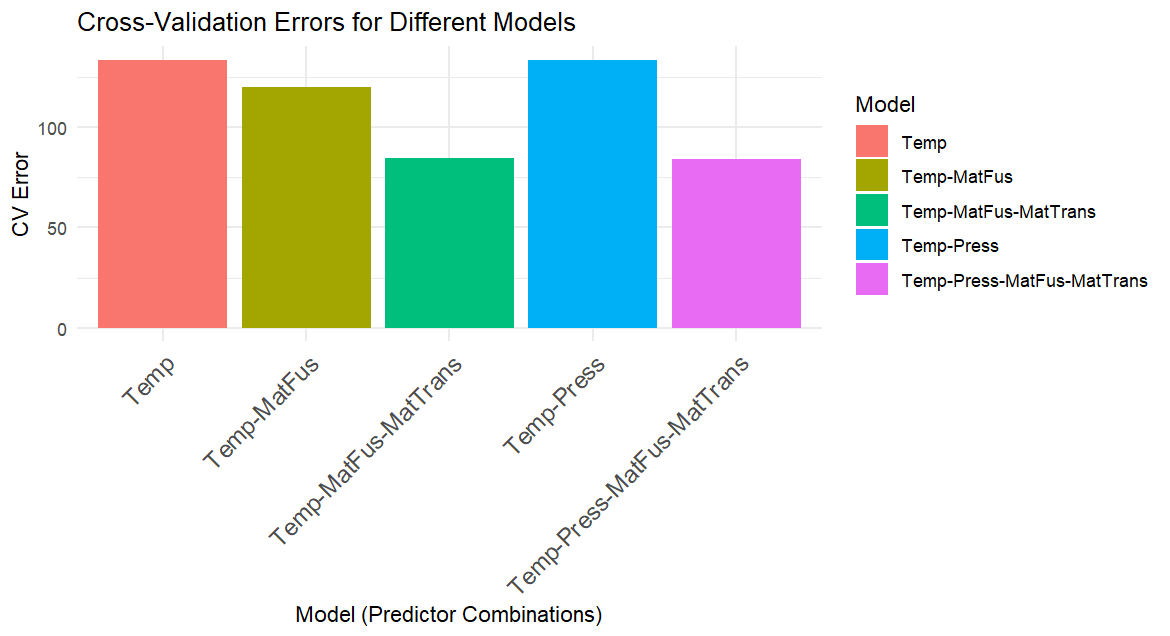 Cross-Validation Errors for Different Models
CV Error
100
50
0
Temp
Temp-MatFus
Temp-MatFus-MatTrans
Temp-Press
Temp-Press-MatFus-MatTrans
Model (Predictor Combinations)
Model
Temp
Temp-MatFus
Temp-MatFus-MatTrans
Temp-Press
Temp-Press-MatFus-MatTrans